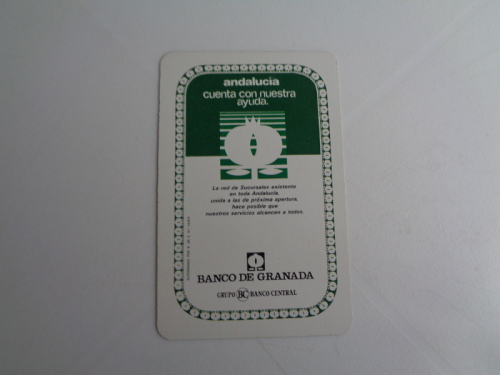 andalucia
cuenta con nuestra
ayuda.
La red de Sucursales existente
en toda Andalucía,
unida a las de próxima apertura,
hace posible que
nuestros servicios alcancen a todos.
BANCO DE GRANADA
GRUPO BC BANCO CENTRAL